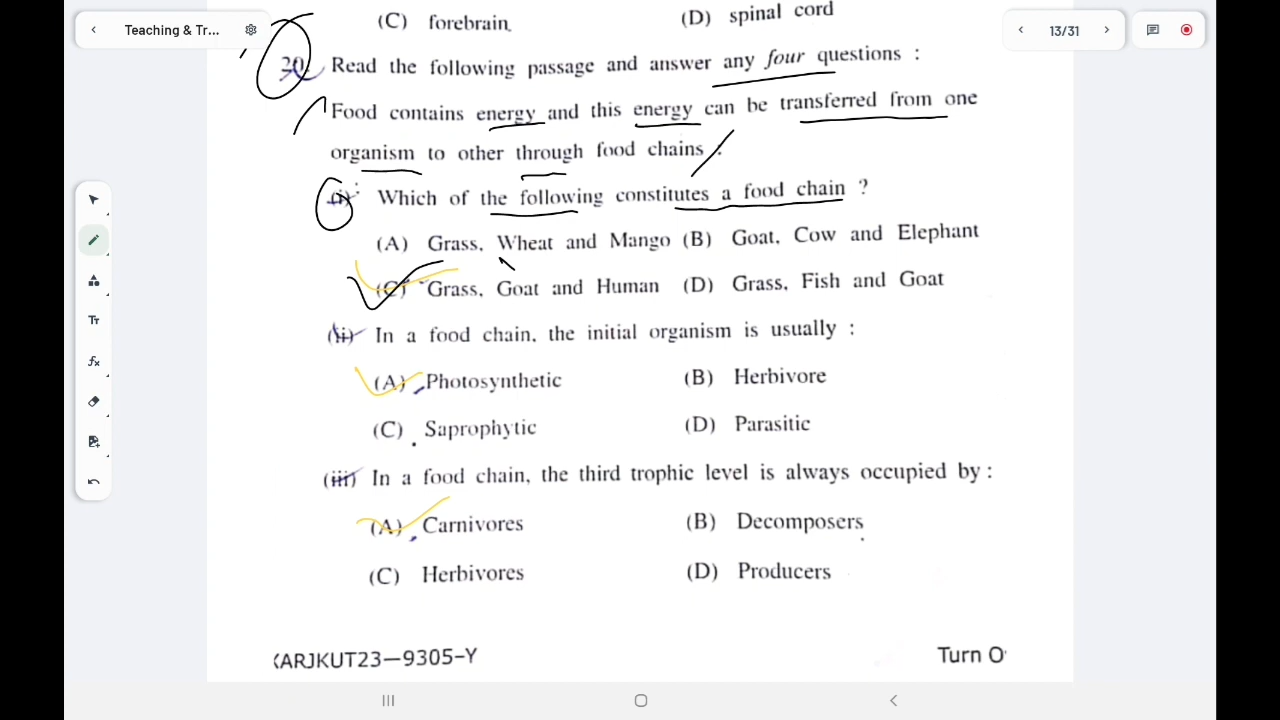 (C) forebrain. (D) spinal cord
Teaching & Tr...
13/31
20. Read the following passage and answer any four questions :
Food contains energy and this energy can be transferred from one
organism to other through food chains :
(i) Which of the following constitutes a food chain ?
(A) Grass, Wheat and Mango (B) Goat, Cow and Elephant
(C) Grass, Goat and Human (D) Grass, Fish and Goat
(ii) In a food chain, the initial organism is usually :
(A) Photosynthetic (B) Herbivore
(C) Saprophytic (D) Parasitic
(iii) In a food chain, the third trophic level is always occupied by :
(A) Carnivores (B) Decomposers
(C) Herbivores (D) Producers
KARJKUT23—9305-Y Turn O
Tт
fx